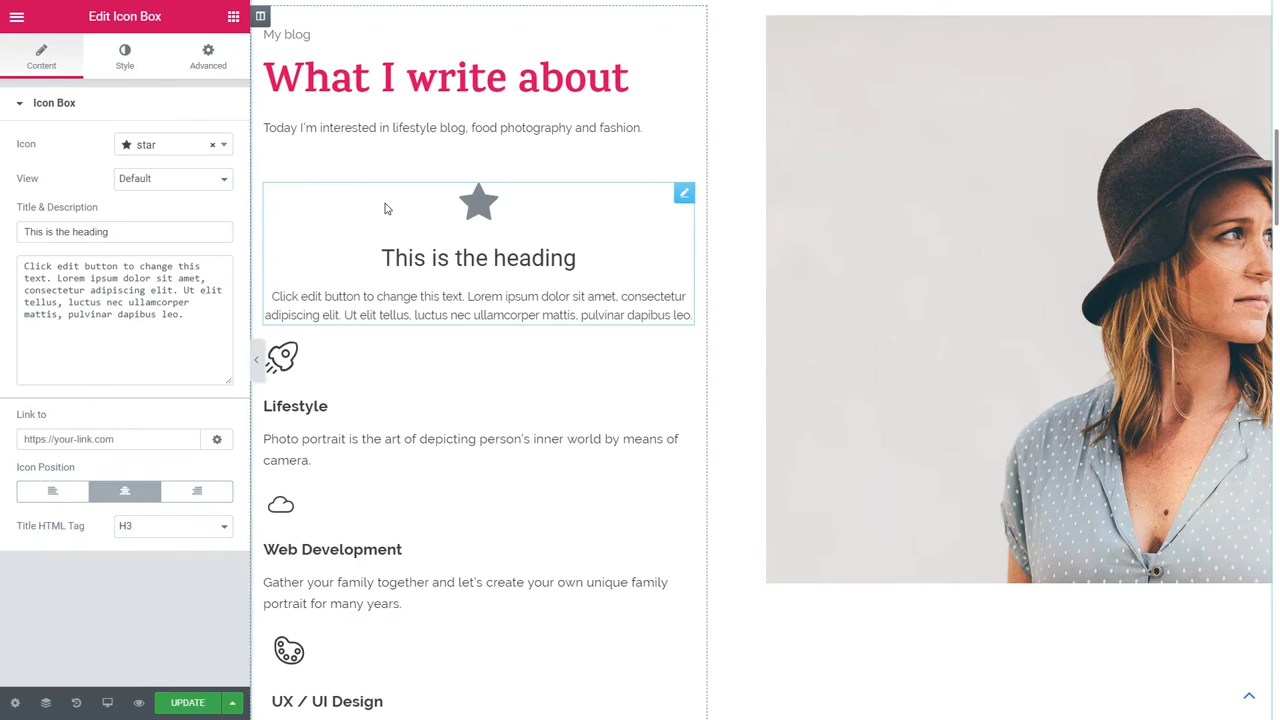 Edit Icon Box
Content
Style
Advanced
Icon Box
Icon
star
View
Default
Title & Description
This is the heading
Click edit button to change this
text. Lorem ipsum dolor sit amet,
consectetur adipiscing elit. Ut elit
tellus, luctus nec ullamcorper
mattis, pulvinar dapibus leo.
Link to
https://your-link.com
Icon Position
Title HTML Tag
H3
UPDATE
My blog
What I write about
Today I'm interested in lifestyle blog, food photography and fashion.
This is the heading
Click edit button to change this text. Lorem ipsum dolor sit amet, consectetur
adipiscing elit. Ut elit tellus, luctus nec ullamcorper mattis, pulvinar dapibus leo.
Lifestyle
Photo portrait is the art of depicting person's inner world by means of
camera.
Web Development
Gather your family together and let's create your own unique family
portrait for many years.
UX / UI Design